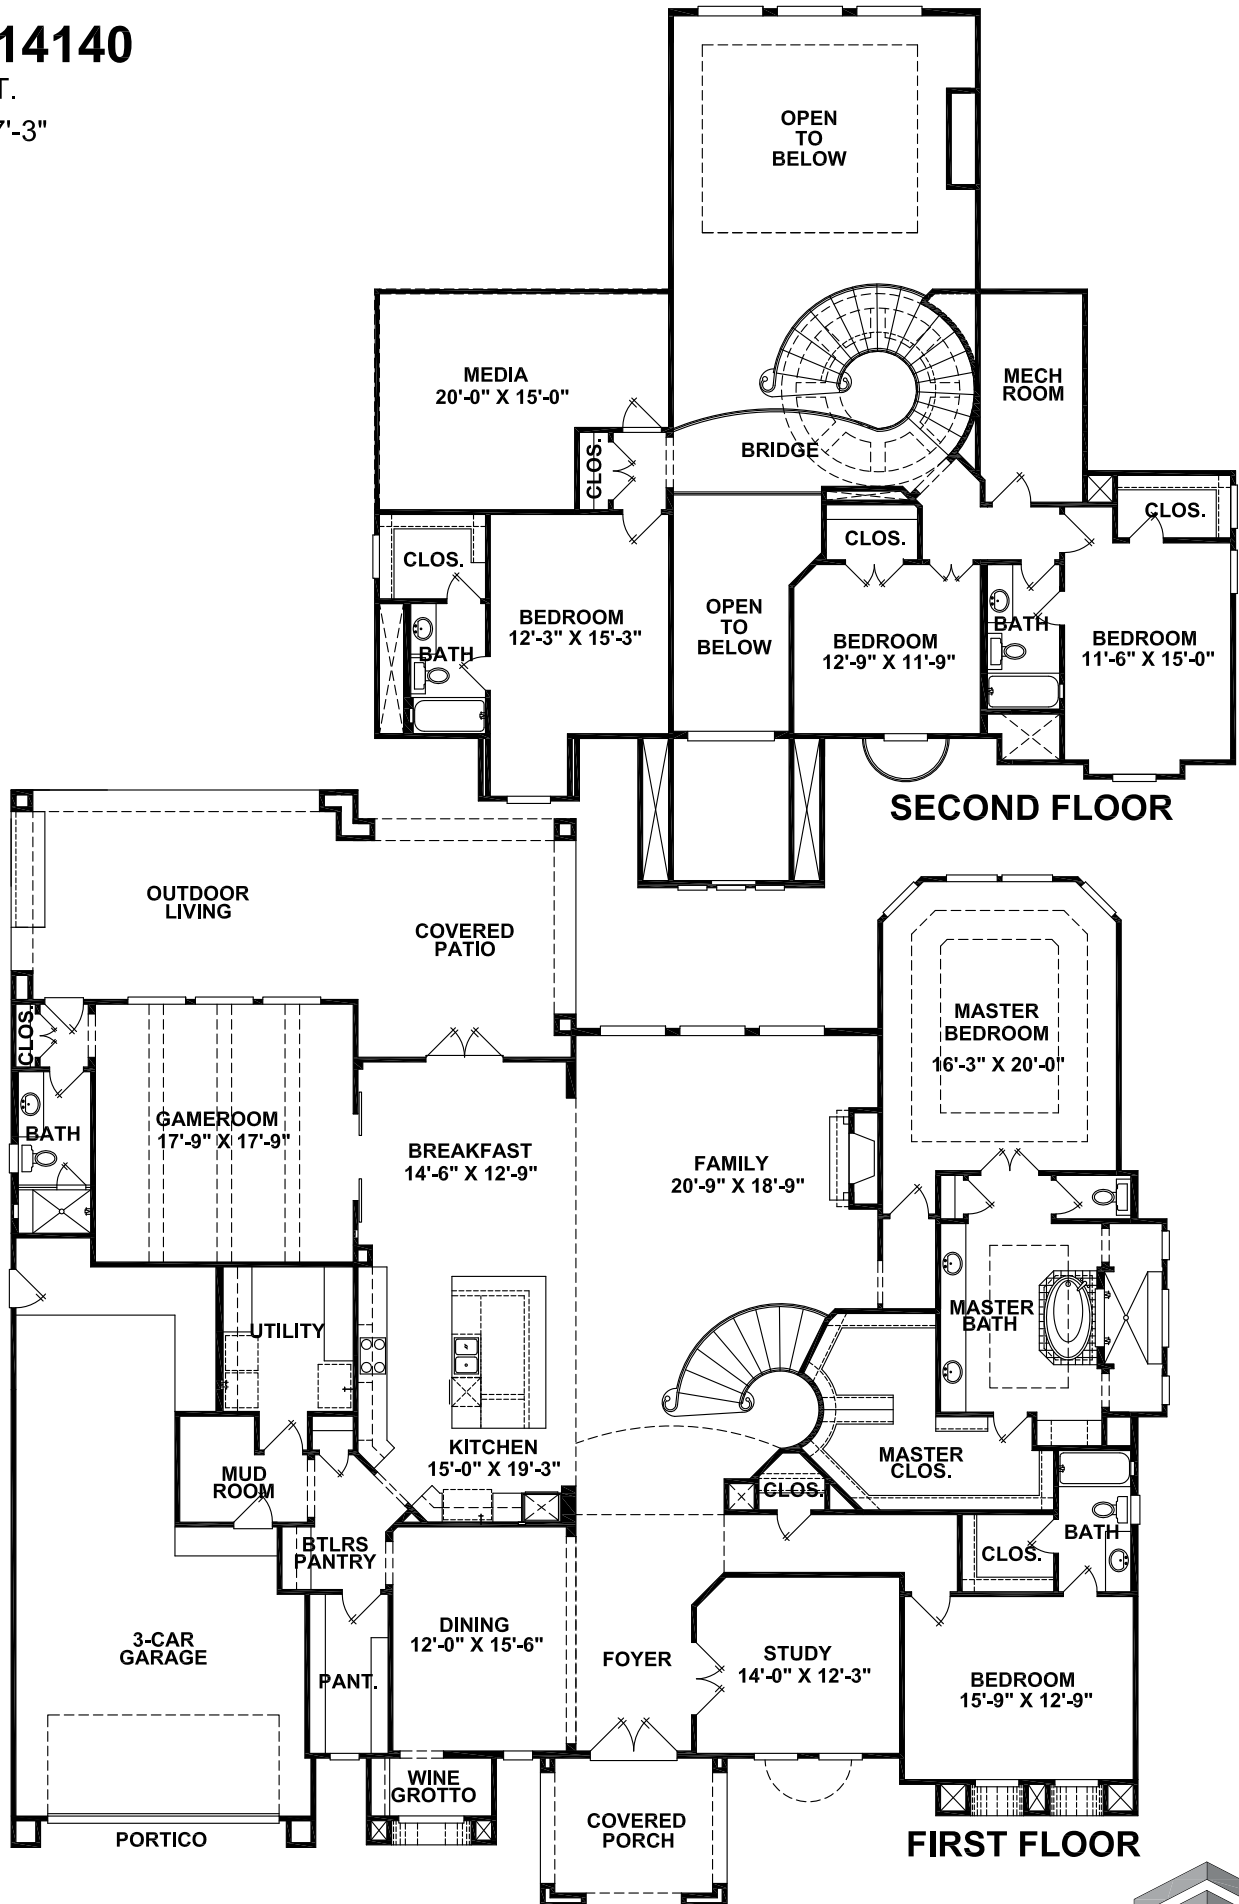 14140
T.
7'-3"
OPEN
TO
BELOW
MEDIA
20'-0" X 15'-0"
MECH
ROOM
CLOS.
BRIDGE
CLOS.
CLOS.
CLOS.
BEDROOM
12'-3" X 15'-3"
OPEN
TO
BELOW
BATH
BEDROOM
12'-9" X 11'-9"
BATH
BEDROOM
11'-6" X 15'-0"
SECOND FLOOR
OUTDOOR
LIVING
COVERED
PATIO
MASTER
BEDROOM
16'-3" X 20'-0"
CLOS.
BATH
GAMEROOM
17'-9" X 17'-9"
BREAKFAST
14'-6" X 12'-9"
FAMILY
20'-9" X 18'-9"
UTILITY
MASTER
BATH
KITCHEN
15'-0" X 19'-3"
MASTER
CLOS.
MUD
ROOM
CLOS.
BTLRS
PANTRY
CLOS.
BATH
3-CAR
GARAGE
DINING
12'-0" X 15'-6"
FOYER
STUDY
14'-0" X 12'-3"
PANT.
BEDROOM
15'-9" X 12'-9"
WINE
GROTTO
COVERED
PORCH
PORTICO
FIRST FLOOR